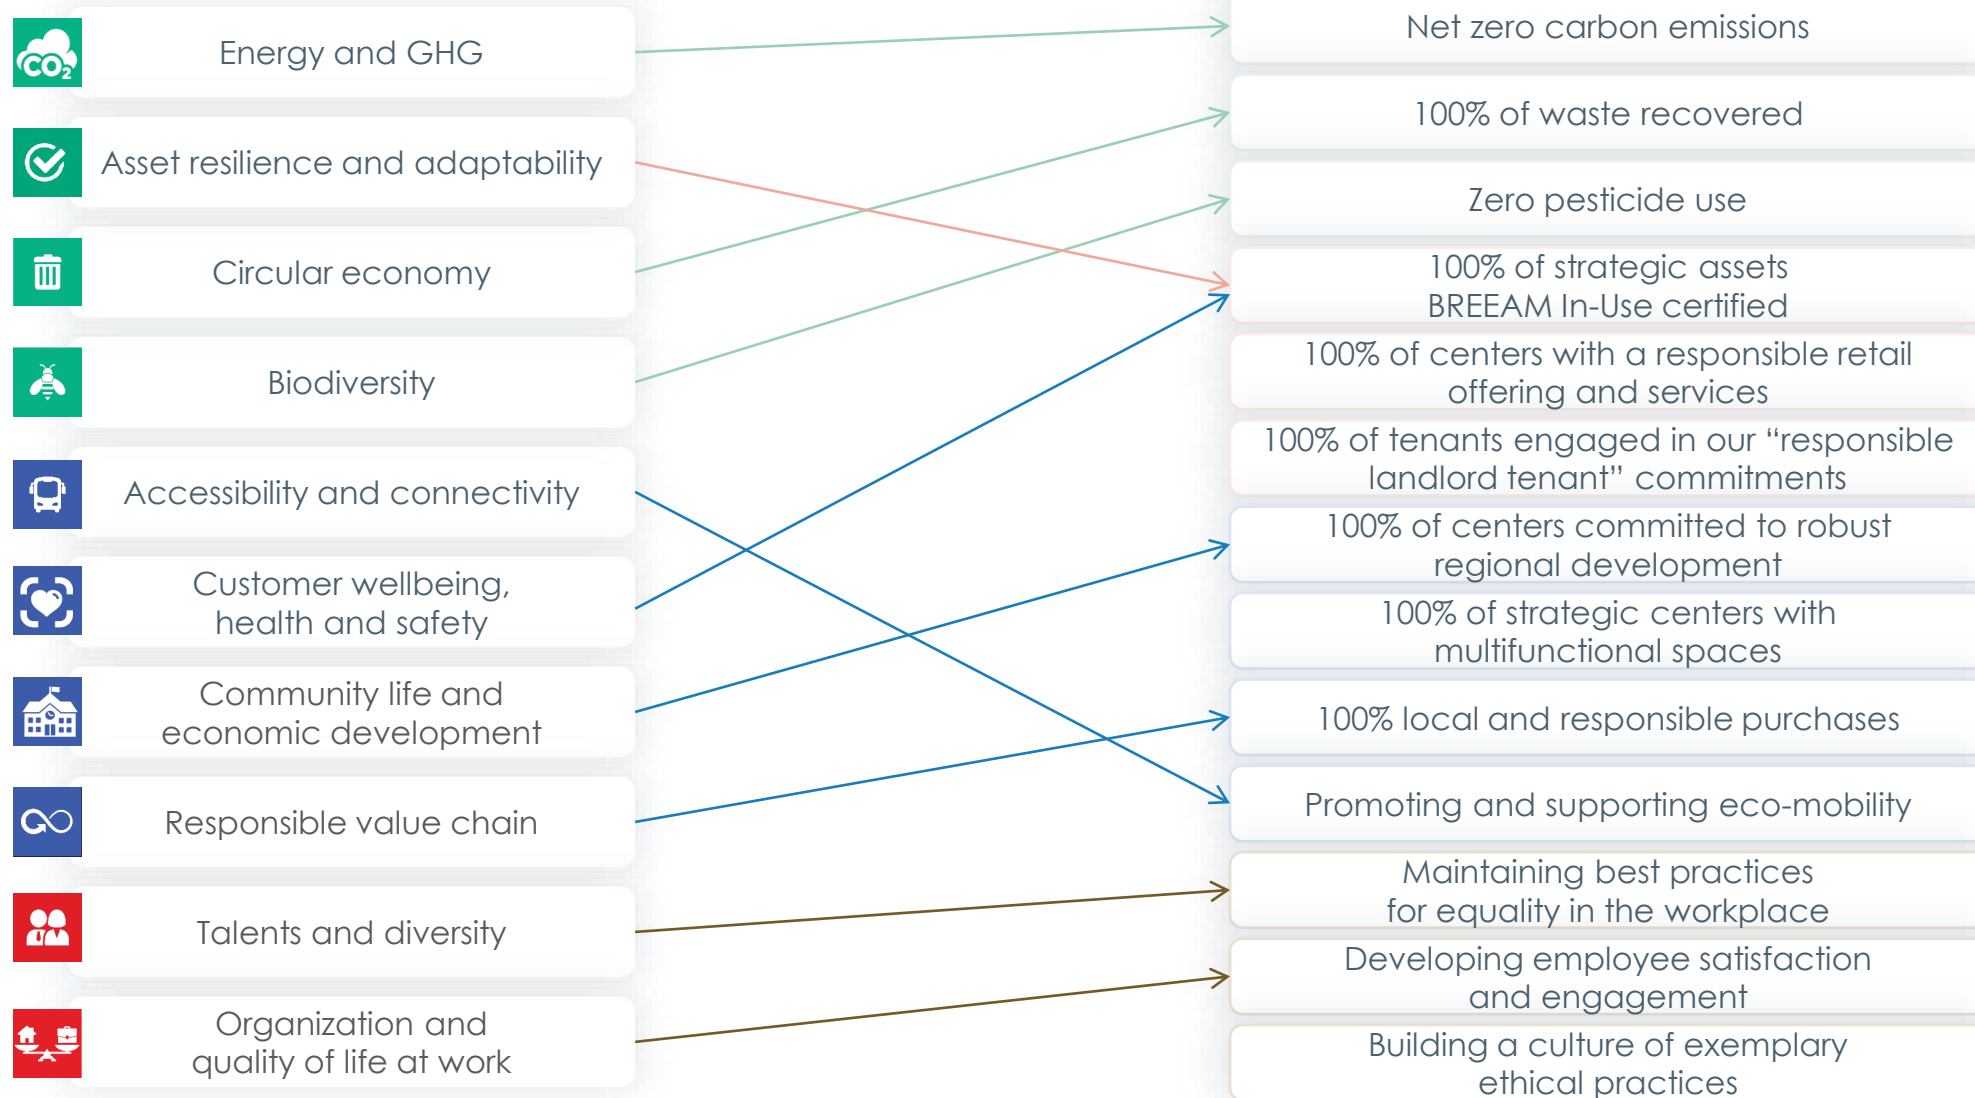 CO2
Energy and GHG
Asset resilience and adaptability
Circular economy
Biodiversity
Accessibility and connectivity
Customer wellbeing,
health and safety
Community life and
economic development
Responsible value chain
Talents and diversity
Organization and
quality of life at work
Net zero carbon emissions
100% of waste recovered
Zero pesticide use
100% of strategic assets
BREEAM In-Use certified
100% of centers with a responsible retail
offering and services
100% of tenants engaged in our “responsible
landlord tenant” commitments
100% of centers committed to robust
regional development
100% of strategic centers with
multifunctional spaces
100% local and responsible purchases
Promoting and supporting eco-mobility
Maintaining best practices
for equality in the workplace
Developing employee satisfaction
and engagement
Building a culture of exemplary
ethical practices